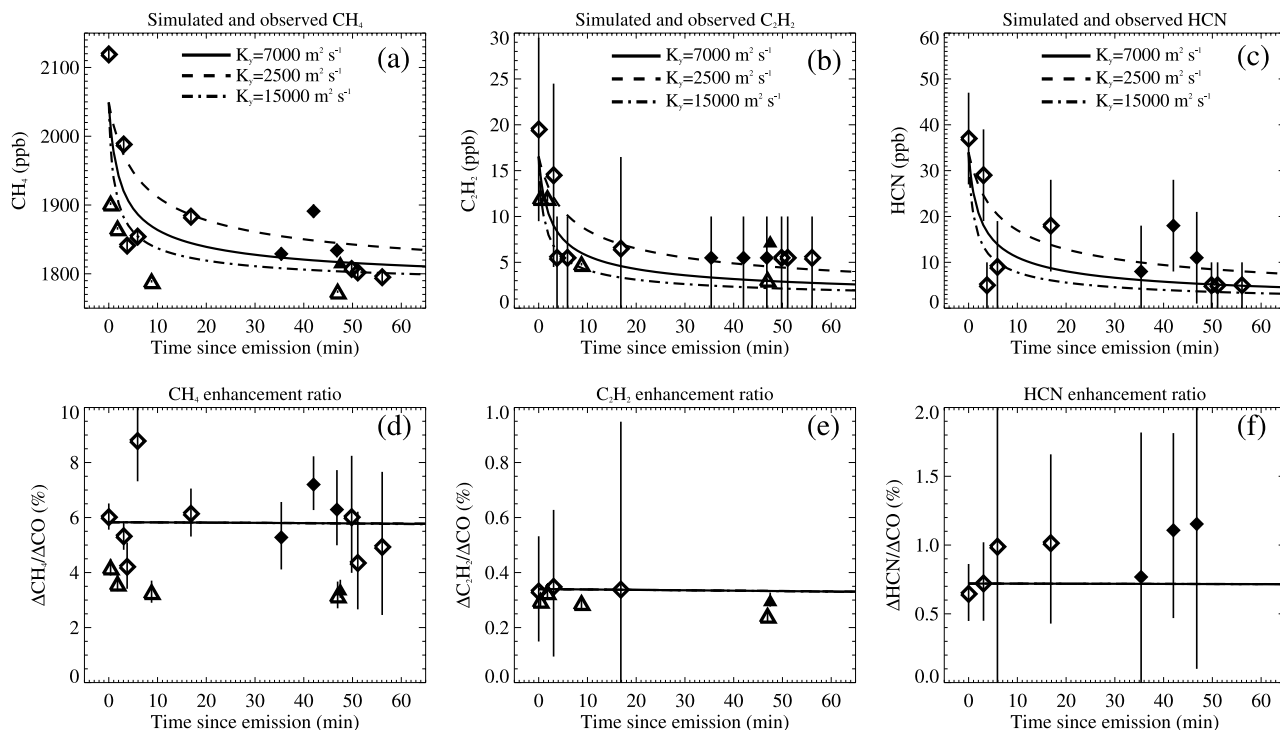 Simulated and observed CH₄
(a)
K_y=7000 m² s⁻¹
K_y=2500 m² s⁻¹
K_y=15000 m² s⁻¹
CH₄ (ppb)
2100
2000
1900
1800
0 10 20 30 40 50 60
Time since emission (min)
Simulated and observed C₂H₂
(b)
K_y=7000 m² s⁻¹
K_y=2500 m² s⁻¹
K_y=15000 m² s⁻¹
C₂H₂ (ppb)
30
25
20
15
10
5
0
0 10 20 30 40 50 60
Time since emission (min)
Simulated and observed HCN
(c)
K_y=7000 m² s⁻¹
K_y=2500 m² s⁻¹
K_y=15000 m² s⁻¹
HCN (ppb)
60
50
40
30
20
10
0
0 10 20 30 40 50 60
Time since emission (min)
CH₄ enhancement ratio
(d)
ΔCH₄/ΔCO (%)
10
8
6
4
2
0
0 10 20 30 40 50 60
Time since emission (min)
C₂H₂ enhancement ratio
(e)
ΔC₂H₂/ΔCO (%)
1.0
0.8
0.6
0.4
0.2
0.0
0 10 20 30 40 50 60
Time since emission (min)
HCN enhancement ratio
(f)
ΔHCN/ΔCO (%)
2.0
1.5
1.0
0.5
0.0
0 10 20 30 40 50 60
Time since emission (min)